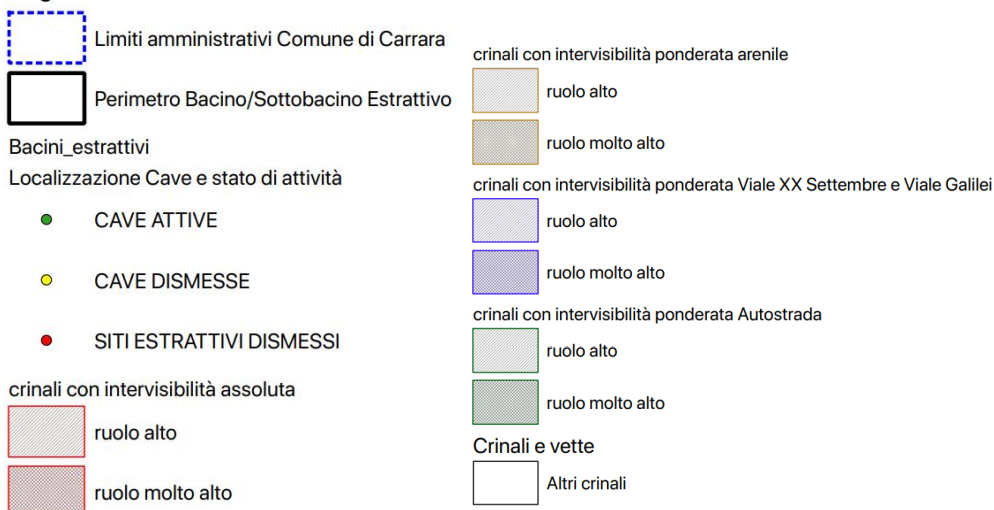 Limiti amministrativi Comune di Carrara
Perimetro Bacino/Sottobacino Estrattivo
Bacini_estrattivi
Localizzazione Cave e stato di attività
CAVE ATTIVE
CAVE DISMESSE
SITI ESTRATTIVI DISMESSI
crinali con intervisibilità assoluta
ruolo alto
ruolo molto alto
crinali con intervisibilità ponderata arenile
ruolo alto
ruolo molto alto
crinali con intervisibilità ponderata Viale XX Settembre e Viale Galilei
ruolo alto
ruolo molto alto
crinali con intervisibilità ponderata Autostrada
ruolo alto
ruolo molto alto
Crinali e vette
Altri crinali